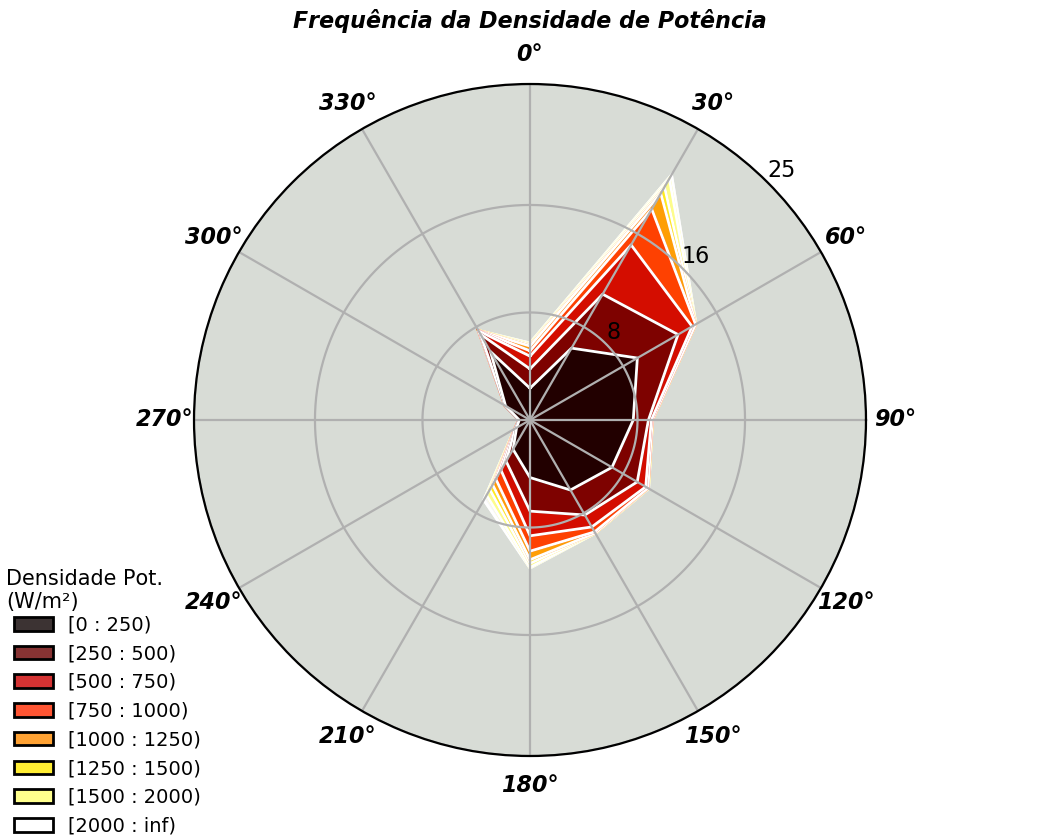 Frequência da Densidade de Potência
0°
30°
60°
90°
120°
150°
180°
210°
240°
270°
300°
330°
8
16
25
Densidade Pot.
(W/m²)
[0 : 250)
[250 : 500)
[500 : 750)
[750 : 1000)
[1000 : 1250)
[1250 : 1500)
[1500 : 2000)
[2000 : inf)